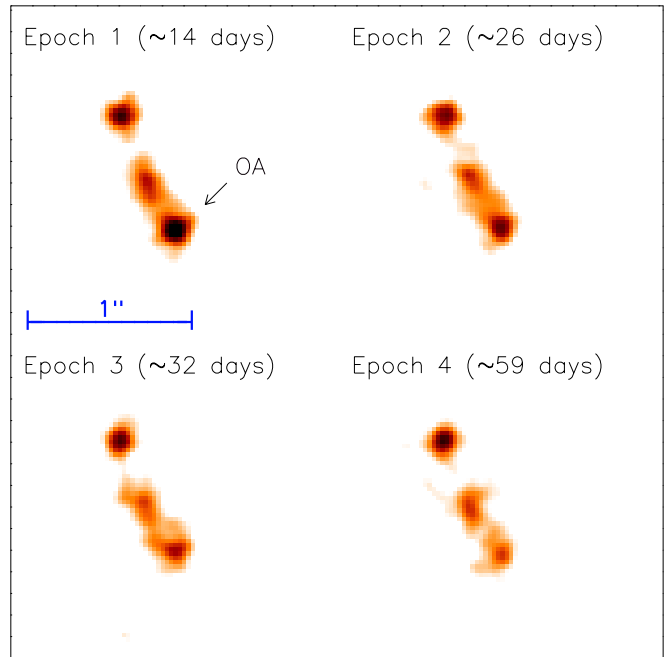 Epoch 1 (~14 days)
Epoch 2 (~26 days)
OA
1"
Epoch 3 (~32 days)
Epoch 4 (~59 days)